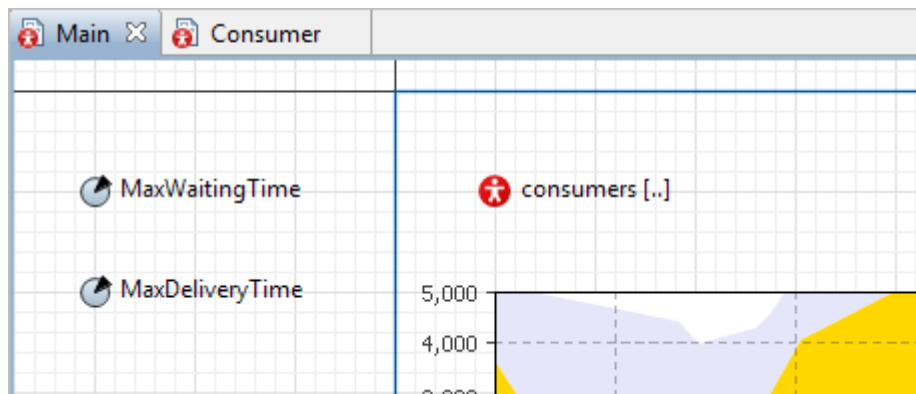 Main
Consumer
MaxWaitingTime
consumers [..]
MaxDeliveryTime
5,000
4,000